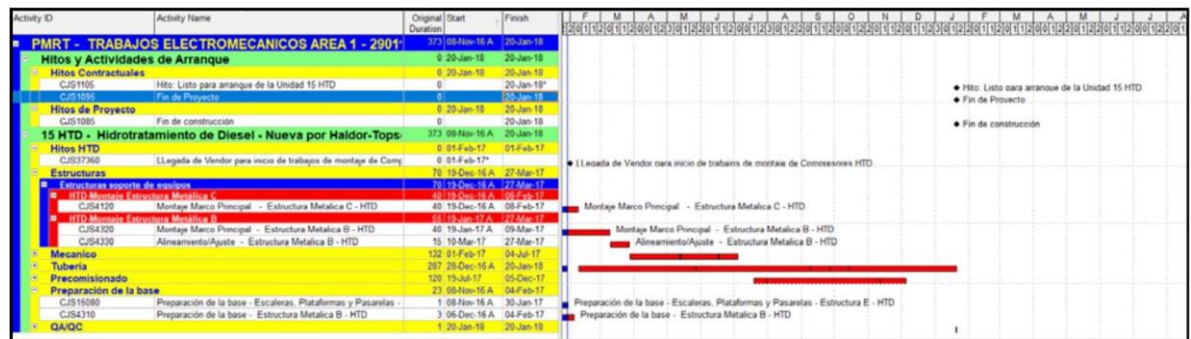 Activity ID Activity Name Original Duration Start Finish F M A M J J A S O N D J F M A M J J A
PMRT - TRABAJOS ELECTROMECANICOS AREA 1 - 2901 373 08-Nov-16 A 20-Jan-18
Hitos y Actividades de Arranque 0 20-Jan-18 20-Jan-18
Hitos Contractuales 0 20-Jan-18 20-Jan-18
CJS1105 Hito: Listo para arranque de la Unidad 15 HTD 0 20-Jan-18* Hito: Listo para arranque de la Unidad 15 HTD
CJS1095 Fin de Proyecto 0 20-Jan-18 Fin de Proyecto
Hitos de Proyecto 0 20-Jan-18 20-Jan-18
CJS1085 Fin de construcción 0 20-Jan-18 Fin de construcción
15 HTD - Hidrotratamiento de Diesel - Nueva por Haldor-Tops 373 08-Nov-16 A 20-Jan-18
Hitos HTD 0 01-Feb-17 01-Feb-17
CJS37360 LLegada de Vendor para inicio de trabajos de montaje de Comp 0 01-Feb-17* LLegada de Vendor para inicio de trabajos de montaje de Compresores HTD
Estructuras 70 19-Dec-16 A 27-Mar-17
Estructuras soporte de equipos 70 19-Dec-16 A 27-Mar-17
HTD-Montaje Estructura Metálica C 40 19-Dec-16 A 08-Feb-17
CJS4120 Montaje Marco Principal - Estructura Metalica C - HTD 40 19-Dec-16 A 08-Feb-17 Montaje Marco Principal - Estructura Metalica C - HTD
HTD-Montaje Estructura Metálica B 55 19-Jan-17 A 27-Mar-17
CJS4320 Montaje Marco Principal - Estructura Metalica B - HTD 40 19-Jan-17 A 09-Mar-17 Montaje Marco Principal - Estructura Metalica B - HTD
CJS4330 Alineamiento/Ajuste - Estructura Metalica B - HTD 15 10-Mar-17 27-Mar-17 Alineamiento/Ajuste - Estructura Metalica B - HTD
Mecanico 132 01-Feb-17 04-Jul-17
Tubería 287 28-Dec-16 A 20-Jan-18
Precomisionado 120 19-Jul-17 05-Dec-17
Preparación de la base 23 08-Nov-16 A 04-Feb-17
CJS15080 Preparación de la base - Escaleras, Plataformas y Pasarelas - 1 08-Nov-16 A 30-Jan-17 Preparación de la base - Escaleras, Plataformas y Pasarelas - Estructura E - HTD
CJS4310 Preparación de la base - Estructura Metalica B - HTD 3 06-Dec-16 A 04-Feb-17 Preparación de la base - Estructura Metalica B - HTD
QA/QC 1 20-Jan-18 20-Jan-18